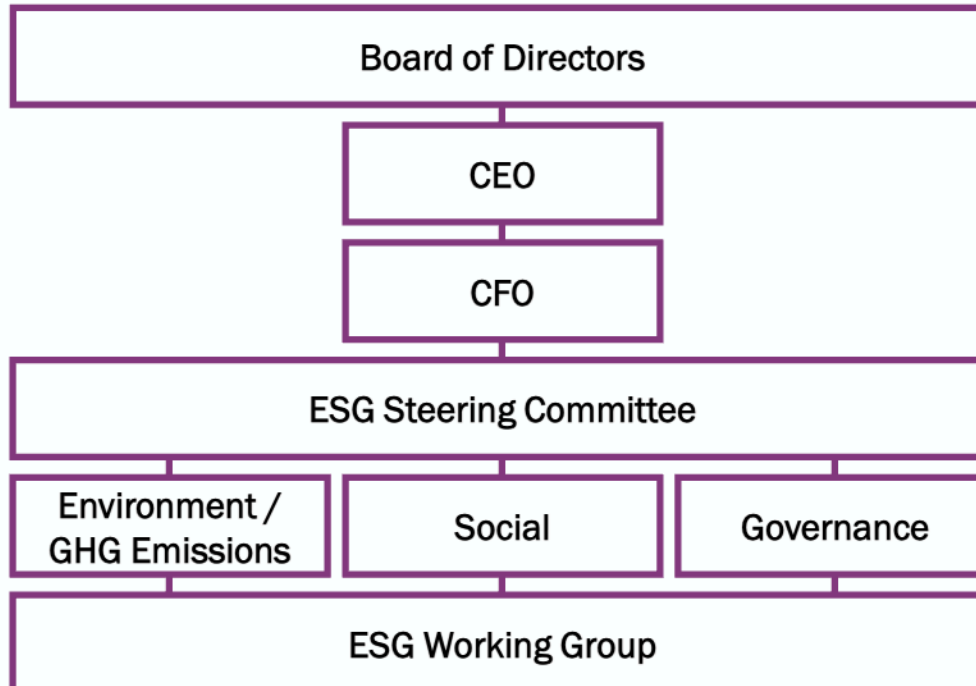 Board of Directors
CEO
CFO
ESG Steering Committee
Environment /
GHG Emissions
Social
Governance
ESG Working Group